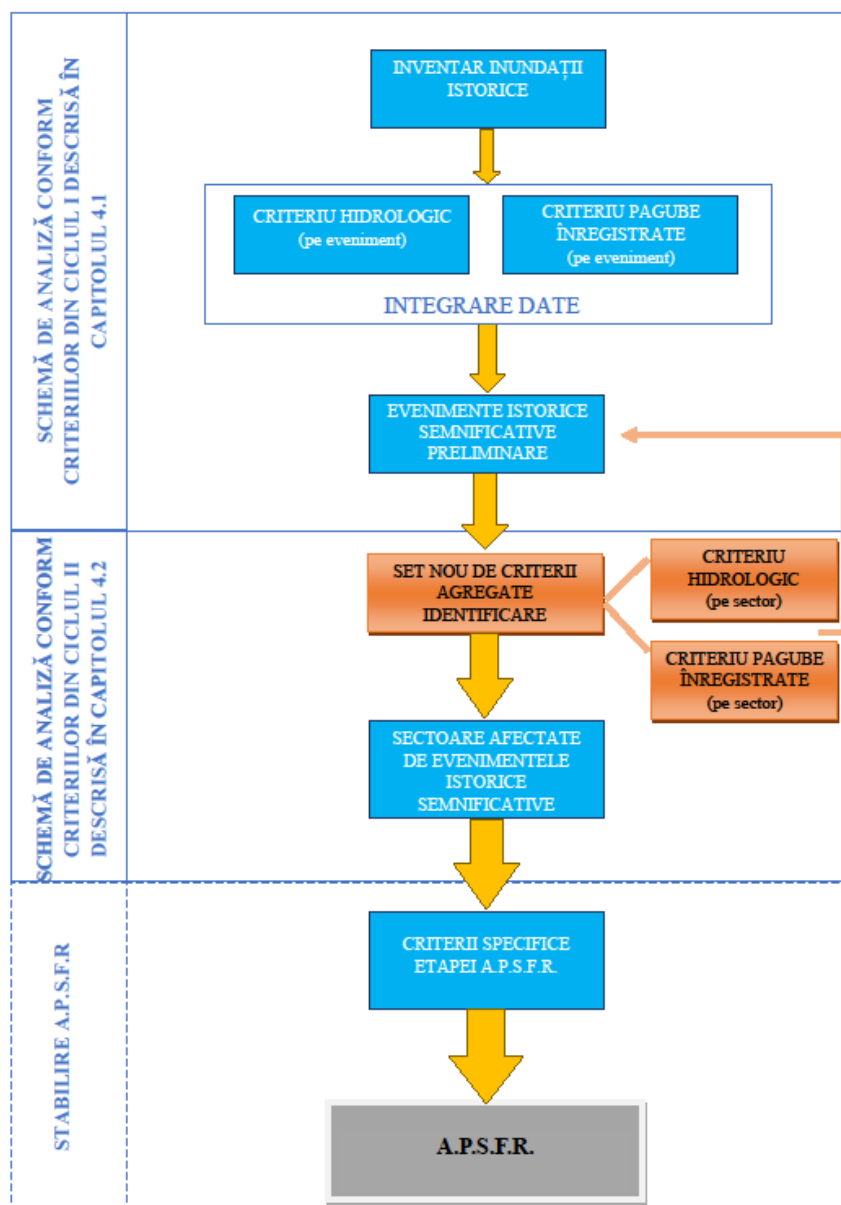 SCHEMĂ DE ANALIZĂ CONFORM
CRITERIILOR DIN CICLUL I DESCRISĂ ÎN
CAPITOLUL 4.1
INVENTAR INUNDAȚII
ISTORICE
CRITERIU HIDROLOGIC
(pe eveniment)
CRITERIU PAGUBE
ÎNREGISTRATE
(pe eveniment)
INTEGRARE DATE
EVENIMENTE ISTORICE
SEMNIFICATIVE
PRELIMINARE
SCHEMĂ DE ANALIZĂ CONFORM
CRITERIILOR DIN CICLUL II
DESCRISĂ ÎN CAPITOLUL 4.2
SET NOU DE CRITERII
AGREGATE
IDENTIFICARE
CRITERIU
HIDROLOGIC
(pe sector)
CRITERIU PAGUBE
ÎNREGISTRATE
(pe sector)
SECTOARE AFECTATE
DE EVENIMENTELE
ISTORICE
SEMNIFICATIVE
STABILIRE A.P.S.F.R
CRITERII SPECIFICE
ETAPEI A.P.S.F.R.
A.P.S.F.R.